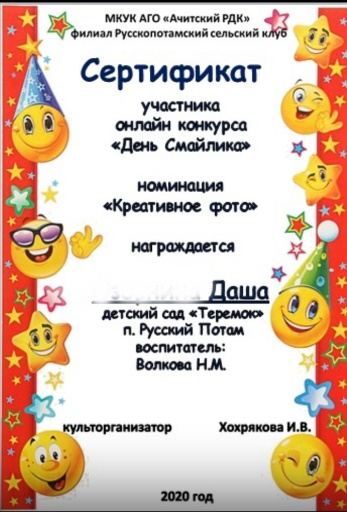 МКУК АГО «Ачитский РДК»
филиал Русскопотамский сельский клуб
Сертификат
участника
онлайн конкурса
«День Смайлика»
номинация
«Креативное фото»
награждается
Даша
детский сад «Теремок»
п. Русский Потам
воспитатель:
Волкова Н.М.
культорганизатор Хохрякова И.В.
2020 год